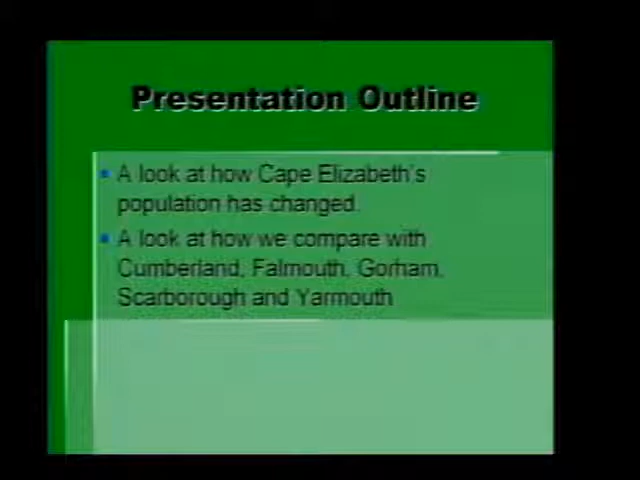 Presentation Outline
A look at how Cape Elizabeth's
population has changed.
A look at how we compare with
Cumberland, Falmouth, Gorham,
Scarborough and Yarmouth